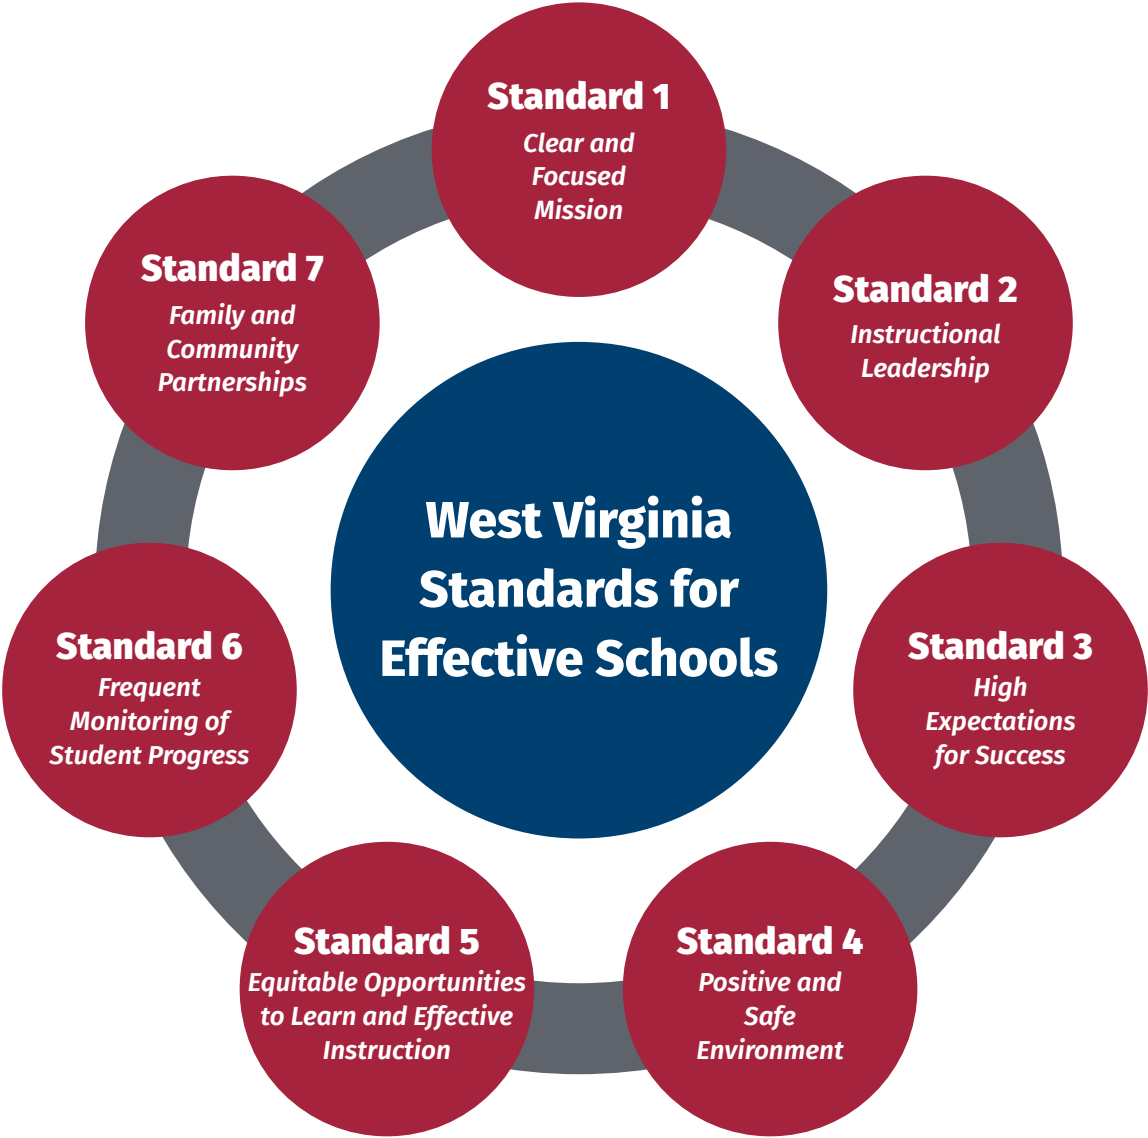 Standard 1
Clear and
Focused
Mission
Standard 2
Instructional
Leadership
Standard 3
High
Expectations
for Success
Standard 4
Positive and
Safe
Environment
Standard 5
Equitable Opportunities
to Learn and Effective
Instruction
Standard 6
Frequent
Monitoring of
Student Progress
Standard 7
Family and
Community
Partnerships
West Virginia
Standards for
Effective Schools